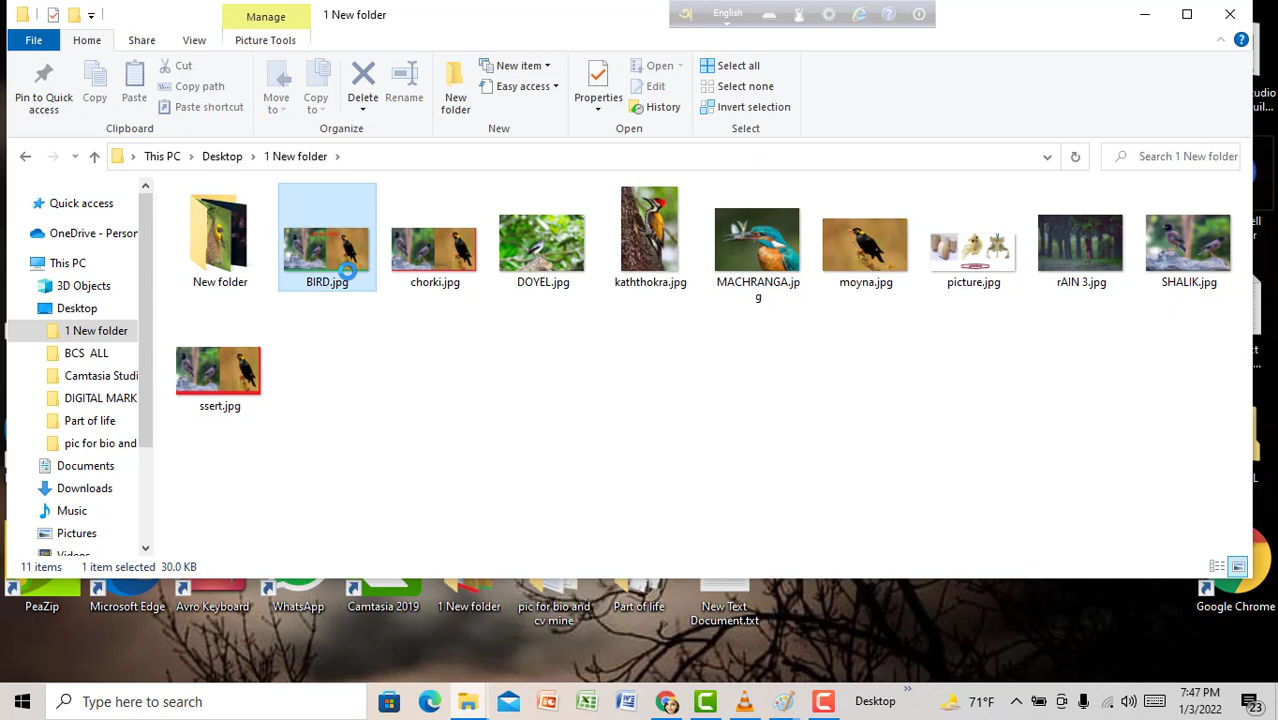 Manage
1 New folder
English
File
Home
Share
View
Picture Tools
Pin to Quick
access
Copy
Paste
Cut
Copy path
Paste shortcut
Clipboard
Move
to
Copy
to
Delete
Rename
Organize
New
folder
New item
Easy access
New
Properties
Open
Edit
History
Open
Select all
Select none
Invert selection
Select
This PC
Desktop
1 New folder
Search 1 New folder
Quick access
OneDrive - Person
This PC
3D Objects
Desktop
1 New folder
BCS ALL
Camtasia Studi
DIGITAL MARK
Part of life
pic for bio and
Documents
Downloads
Music
Pictures
Videos
New folder
BIRD.jpg
chorki.jpg
DOYEL.jpg
kaththokra.jpg
MACHRANGA.jp
g
moyna.jpg
picture.jpg
rAIN 3.jpg
SHALIK.jpg
ssert.jpg
11 items
1 item selected 30.0 KB
PeaZip
Microsoft Edge
Avro Keyboard
WhatsApp
Camtasia 2019
1 New folder
pic for bio and
cv mine
Part of life
New Text
Document.txt
Google Chrome
Type here to search
Desktop
71°F
7:47 PM
1/3/2022
23